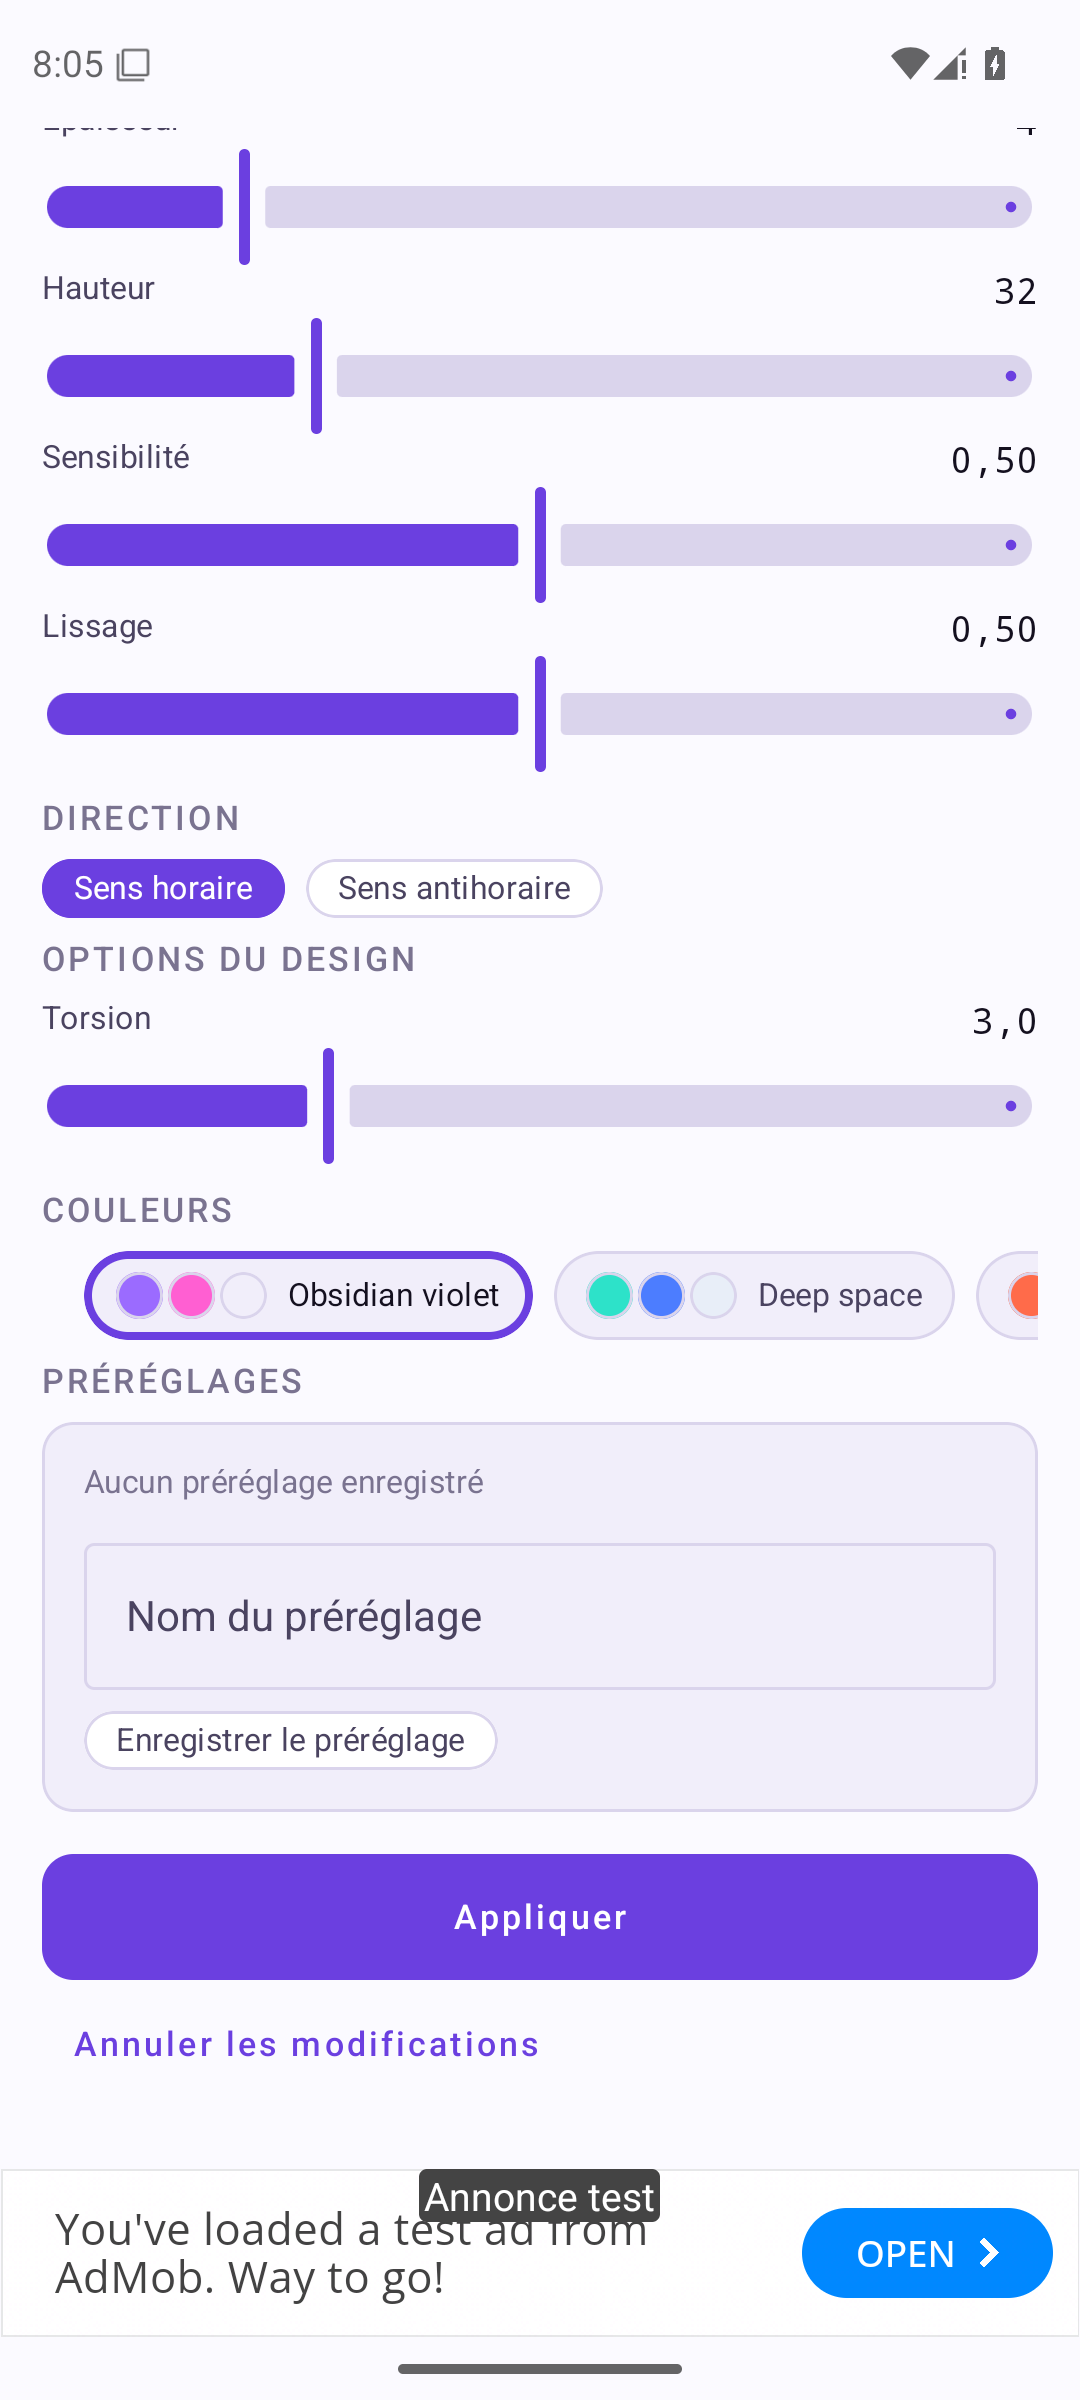 8:05
Hauteur 32
Sensibilité 0,50
Lissage 0,50
DIRECTION
Sens horaire Sens antihoraire
OPTIONS DU DESIGN
Torsion 3,0
COULEURS
Obsidian violet Deep space
PRÉRÉGLAGES
Aucun préréglage enregistré
Nom du préréglage
Enregistrer le préréglage
Appliquer
Annuler les modifications
Annonce test
You've loaded a test ad from
AdMob. Way to go!
OPEN